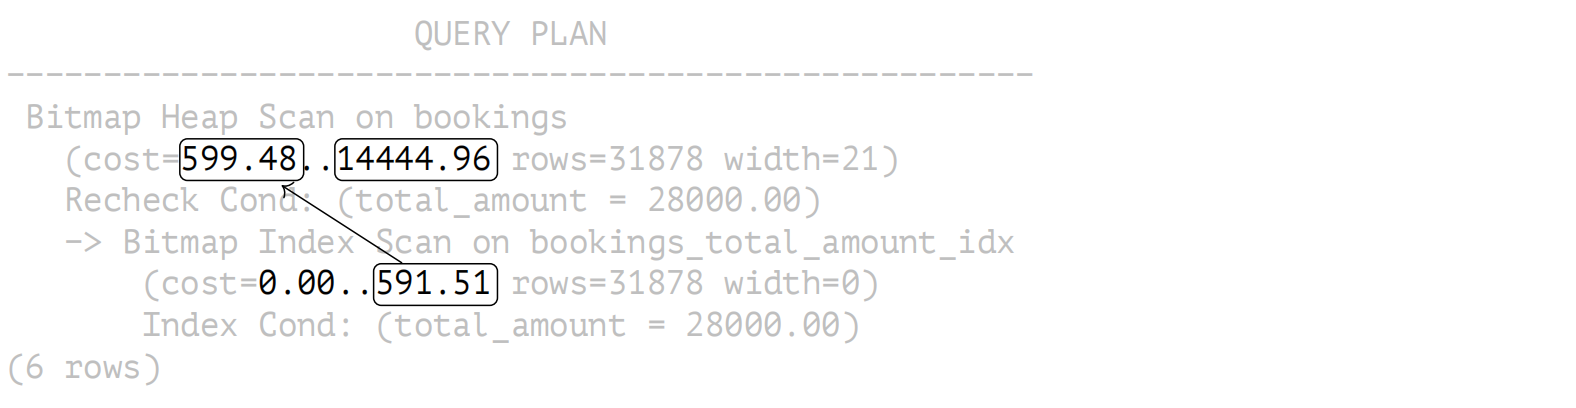 QUERY PLAN
−−−−−−−−−−−−−−−−−−−−−−−−−−−−−−−−−−−−−−−−−−−−−−−−−−−−−
Bitmap Heap Scan on bookings
(cost=599.48..14444.96 rows=31878 width=21)
Recheck Cond: (total_amount = 28000.00)
−> Bitmap Index Scan on bookings_total_amount_idx
(cost=0.00..591.51 rows=31878 width=0)
Index Cond: (total_amount = 28000.00)
(6 rows)